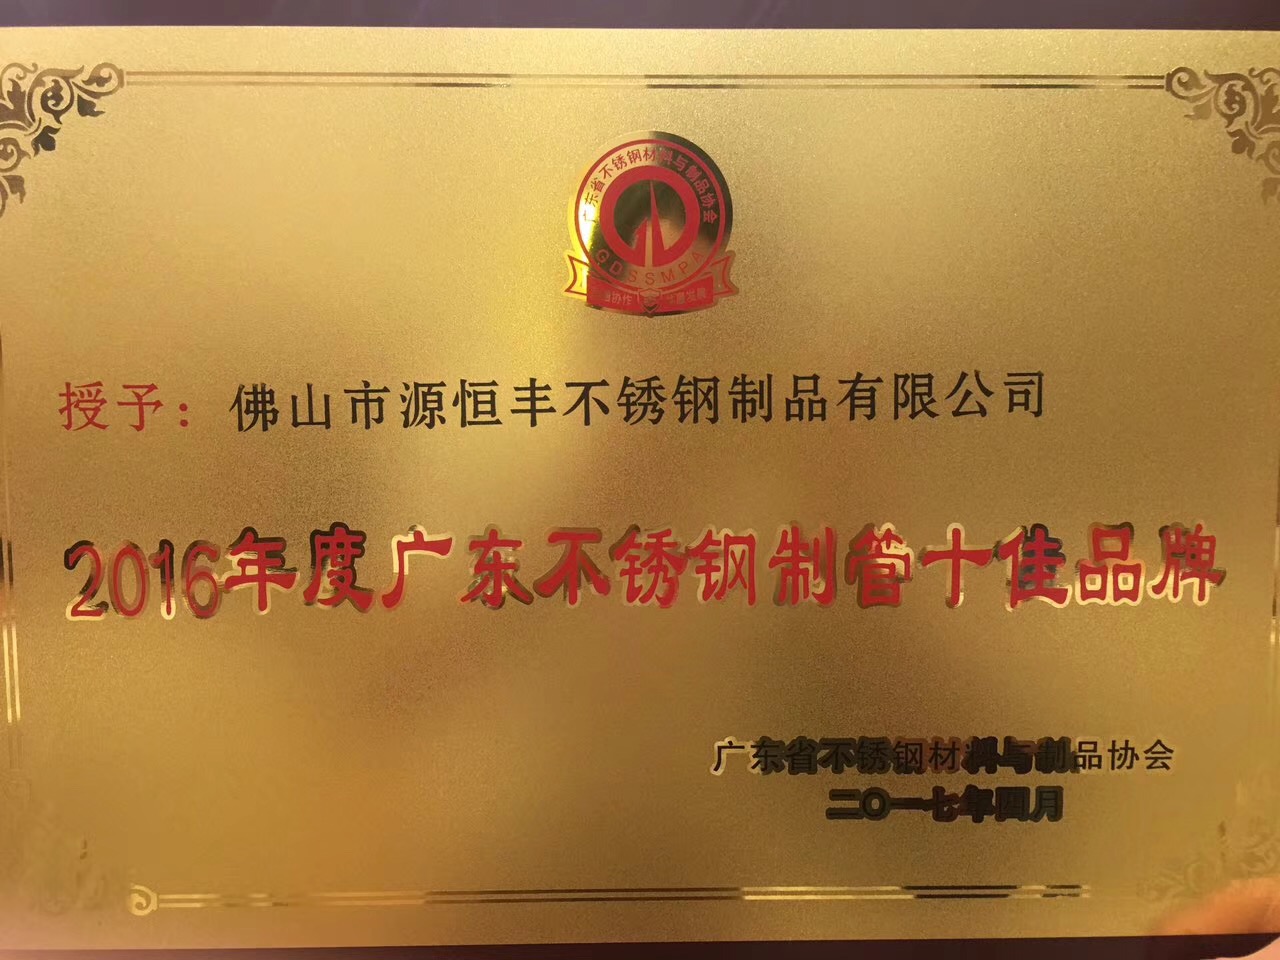 广东省不锈钢材料与制品协会
GDSSMPA
授予：佛山市源恒丰不锈钢制品有限公司
2016年度广东不锈钢制管十佳品牌
广东省不锈钢材料与制品协会
二〇一七年四月